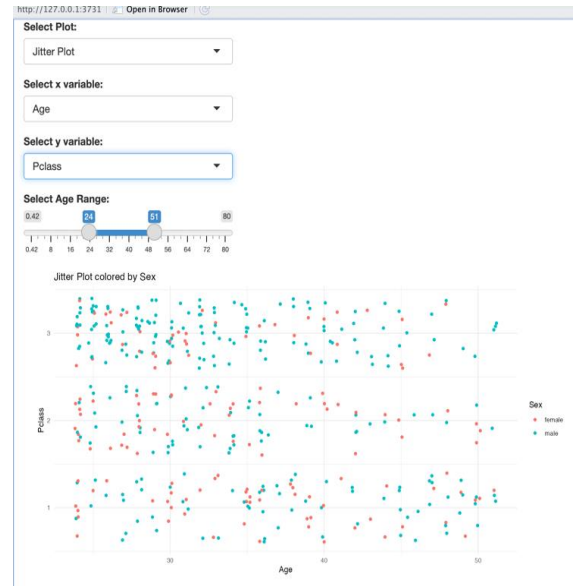 http://127.0.0.1:3731 Open in Browser
Select Plot:
Jitter Plot
Select x variable:
Age
Select y variable:
Pclass
Select Age Range:
0.42 24 51 80
0.42 8 16 24 32 40 48 56 64 72 80
Jitter Plot colored by Sex
3
2
1
Pclass
Sex
female
male
30 40 50
Age